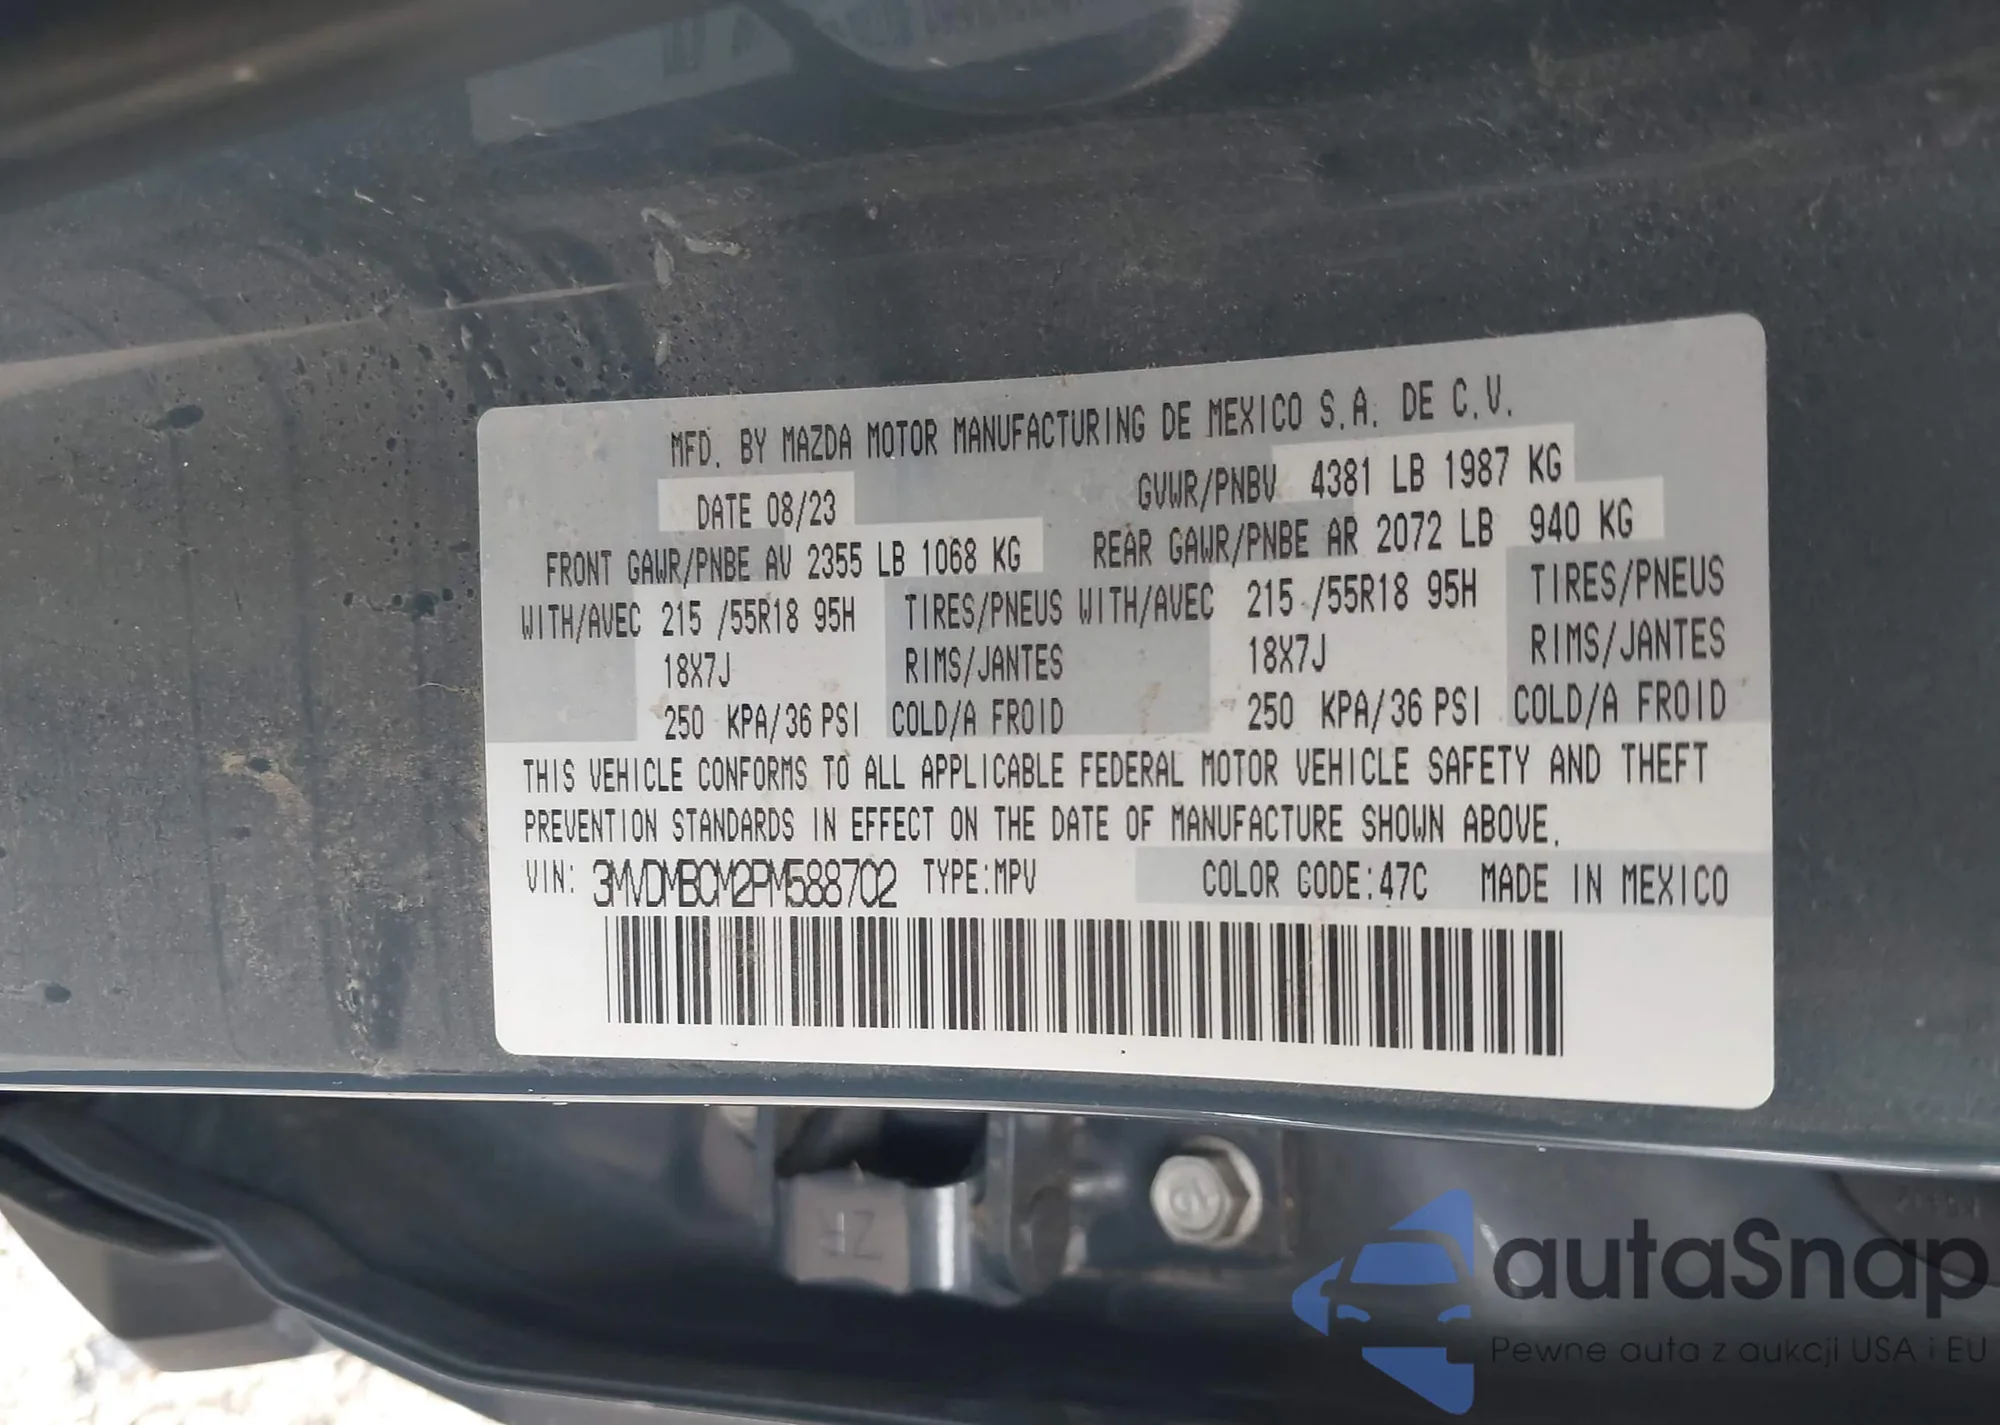 MFD. BY MAZDA MOTOR MANUFACTURING DE MEXICO S.A. DE C.V.
DATE 08/23 GVWR/PNBV 4381 LB 1987 KG
FRONT GAWR/PNBE AV 2355 LB 1068 KG REAR GAWR/PNBE AR 2072 LB 940 KG
WITH/AVEC 215 /55R18 95H TIRES/PNEUS WITH/AVEC 215 /55R18 95H TIRES/PNEUS
18X7J RIMS/JANTES 18X7J RIMS/JANTES
250 KPA/36 PSI COLD/A FROID 250 KPA/36 PSI COLD/A FROID
THIS VEHICLE CONFORMS TO ALL APPLICABLE FEDERAL MOTOR VEHICLE SAFETY AND THEFT
PREVENTION STANDARDS IN EFFECT ON THE DATE OF MANUFACTURE SHOWN ABOVE.
VIN: 3MVDMBCM2PM588702 TYPE:MPV COLOR CODE:47C MADE IN MEXICO
ZF
10
autaSnap
Pewne auta z aukcji USA i EU